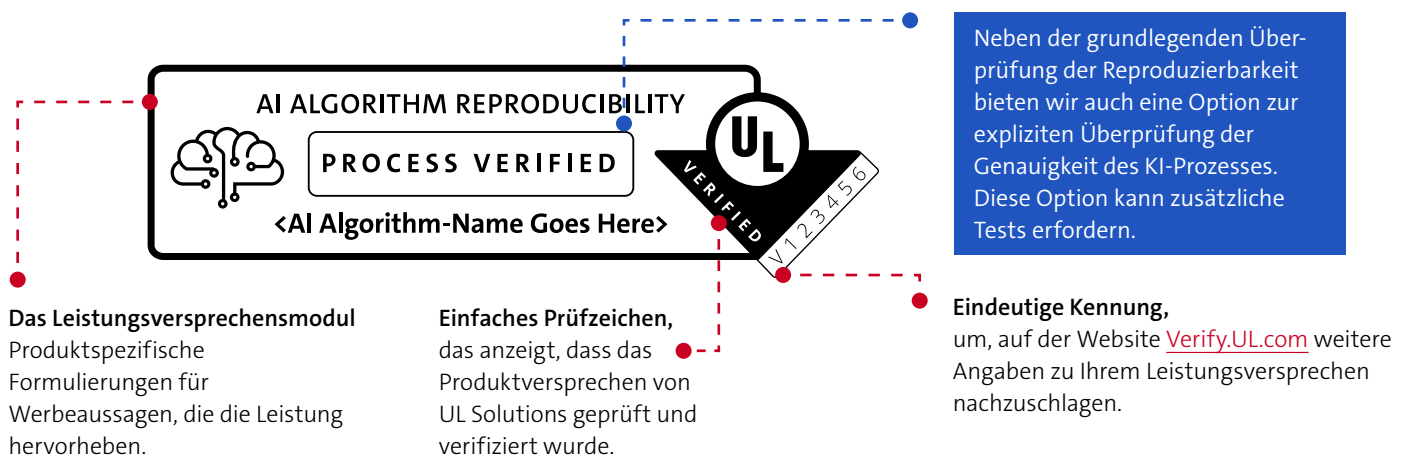 AI ALGORITHM REPRODUCIBILITY
PROCESS VERIFIED
<AI Algorithm-Name Goes Here>
UL
VERIFIED
V123456
Neben der grundlegenden Über-
prüfung der Reproduzierbarkeit
bieten wir auch eine Option zur
expliziten Überprüfung der
Genauigkeit des KI-Prozesses.
Diese Option kann zusätzliche
Tests erfordern.
Das Leistungsversprechensmodul
Produktspezifische
Formulierungen für
Werbeaussagen, die die Leistung
hervorheben.
Einfaches Prüfzeichen,
das anzeigt, dass das
Produktversprechen von
UL Solutions geprüft und
verifiziert wurde.
Eindeutige Kennung,
um, auf der Website Verify.UL.com weitere
Angaben zu Ihrem Leistungsversprechen
nachzuschlagen.